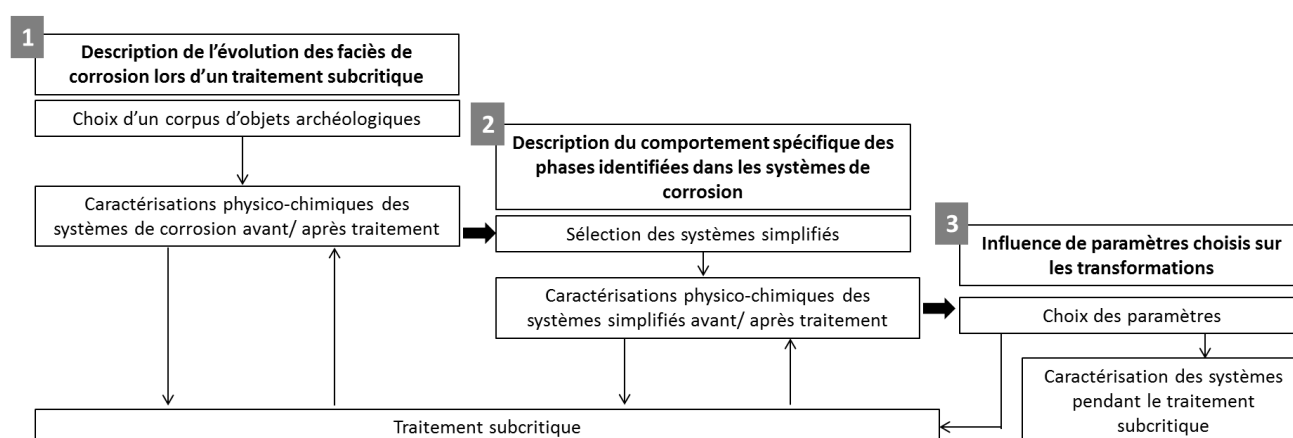 1
Description de l'évolution des faciès de
corrosion lors d'un traitement subcritique
Choix d'un corpus d'objets archéologiques
Caractérisations physico-chimiques des
systèmes de corrosion avant/ après traitement
2
Description du comportement spécifique des
phases identifiées dans les systèmes de
corrosion
Sélection des systèmes simplifiés
Caractérisations physico-chimiques des
systèmes simplifiés avant/ après traitement
3
Influence de paramètres choisis sur
les transformations
Choix des paramètres
Caractérisation des systèmes
pendant le traitement
subcritique
Traitement subcritique